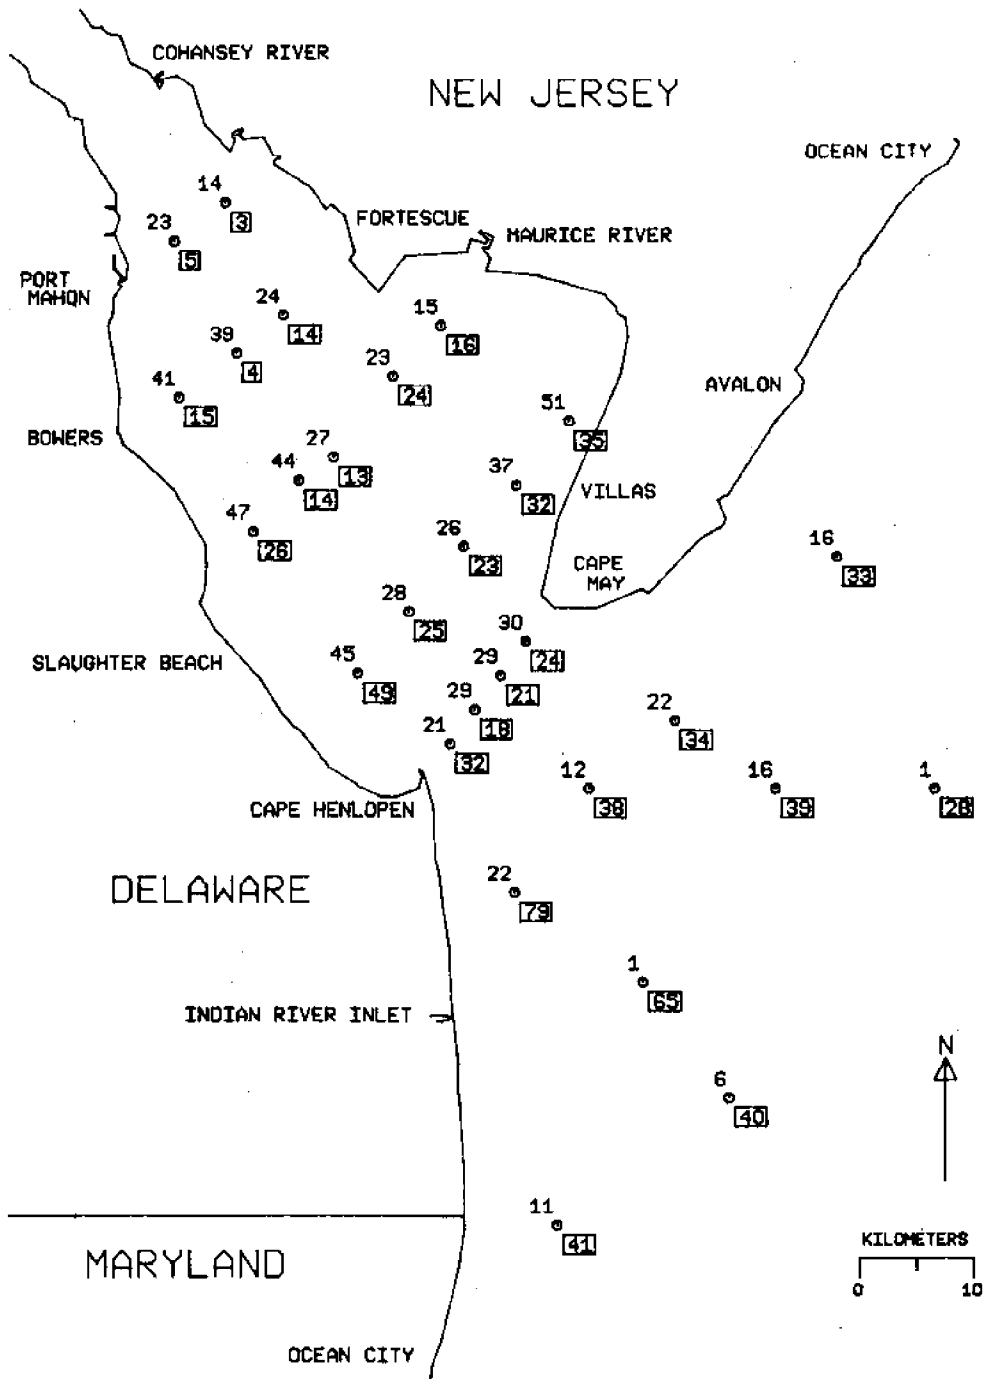 COHANSEY RIVER
NEW JERSEY
OCEAN CITY
14
3
FORTESCUE
23
MAURICE RIVER
5
PORT
MAHON
24
15
14
16
39
23
4
24
AVALON
41
15
51
BOWERS
35
27
44
13
37
14
VILLAS
32
47
26
26
23
16
CAPE
MAY
33
28
25
30
SLAUGHTER BEACH
24
45
29
49
21
29
22
18
21
34
32
12
16
1
CAPE HENLOPEN
38
39
28
22
DELAWARE
79
1
65
INDIAN RIVER INLET
N
6
40
11
41
KILOMETERS
MARYLAND
0 10
OCEAN CITY